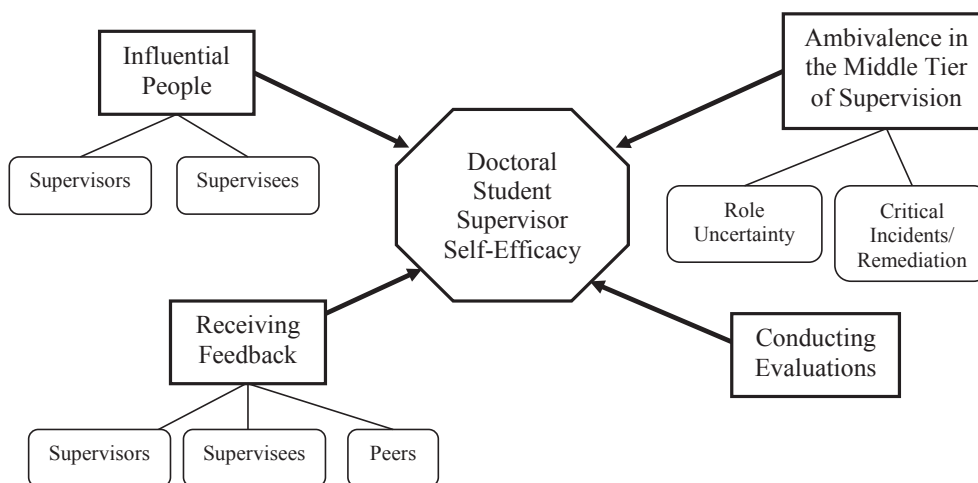 Influential
People
Supervisors
Supervisees
Ambivalence in
the Middle Tier
of Supervision
Role
Uncertainty
Critical
Incidents/
Remediation
Doctoral
Student
Supervisor
Self-Efficacy
Receiving
Feedback
Supervisors
Supervisees
Peers
Conducting
Evaluations